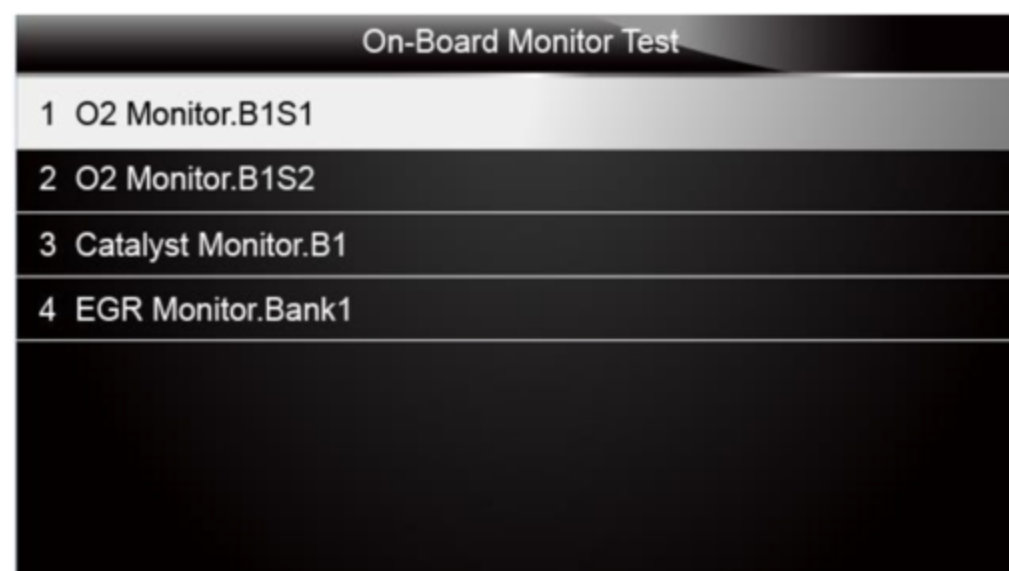 On-Board Monitor Test
1 O2 Monitor.B1S1
2 O2 Monitor.B1S2
3 Catalyst Monitor.B1
4 EGR Monitor.Bank1